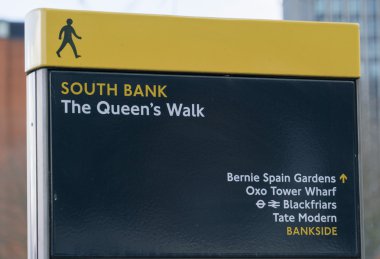 SOUTH BANK
The Queen's Walk
Bernie Spain Gardens ↑
Oxo Tower Wharf
Blackfriars
Tate Modern
BANKSIDE